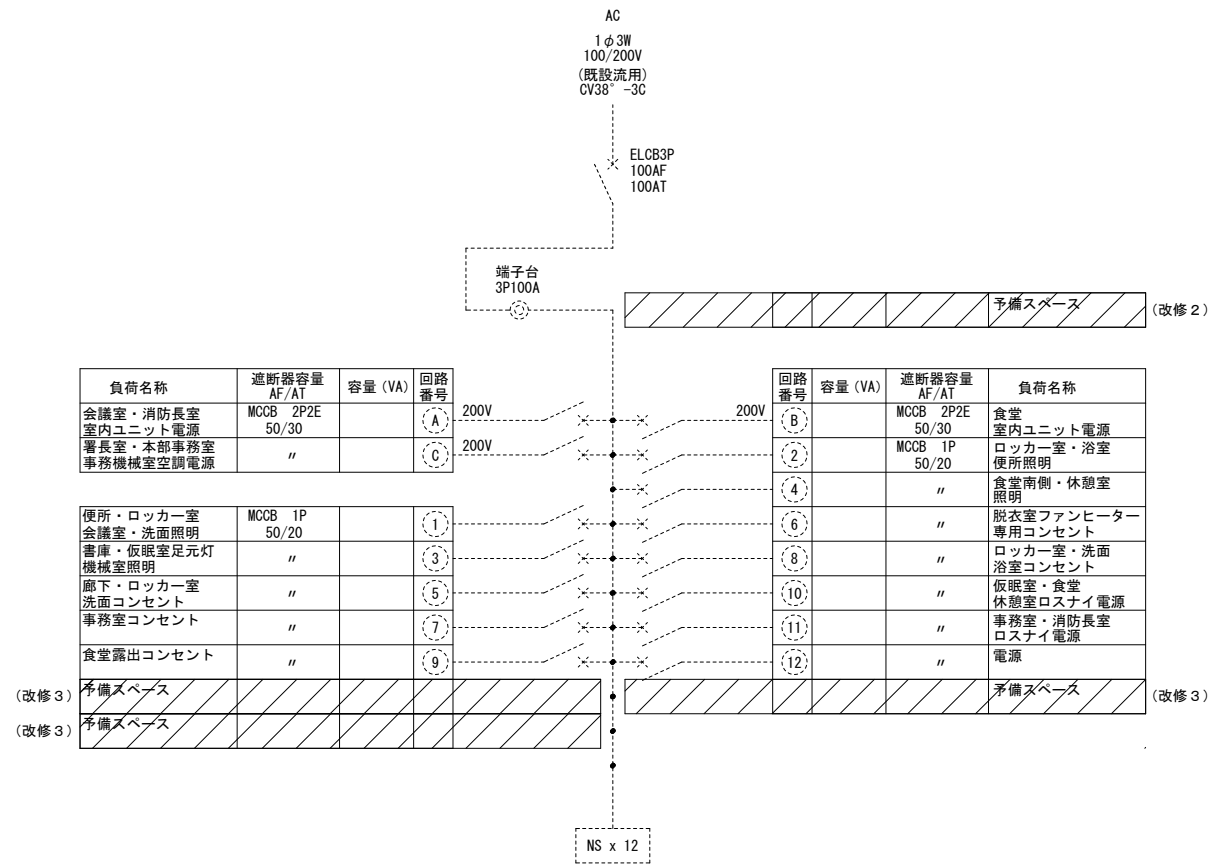 AC
1φ3W
100/200V
(既設流用)
CV38°-3C
ELCB3P
100AF
100AT
端子台
3P100A
予備スペース
(改修2)
負荷名称
遮断器容量
AF/AT
容量(VA)
回路
番号
会議室・消防長室
室内ユニット電源
MCCB 2P2E
50/30
A
200V
署長室・本部事務室
事務機械室空調電源
〃
C
200V
便所・ロッカー室
会議室・洗面照明
MCCB 1P
50/20
1
書庫・仮眠室足元灯
機械室照明
〃
3
廊下・ロッカー室
洗面コンセント
〃
5
事務室コンセント
〃
7
食堂露出コンセント
〃
9
(改修3)
予備スペース
(改修3)
予備スペース
回路
番号
容量(VA)
遮断器容量
AF/AT
負荷名称
200V
B
MCCB 2P2E
50/30
食堂
室内ユニット電源
2
MCCB 1P
50/20
ロッカー室・浴室
便所照明
4
〃
食堂南側・休憩室
照明
6
〃
脱衣室ファンヒーター
専用コンセント
8
〃
ロッカー室・洗面
浴室コンセント
10
〃
仮眠室・食堂
休憩室ロスナイ電源
11
〃
事務室・消防長室
ロスナイ電源
12
〃
電源
予備スペース
(改修3)
NS x 12